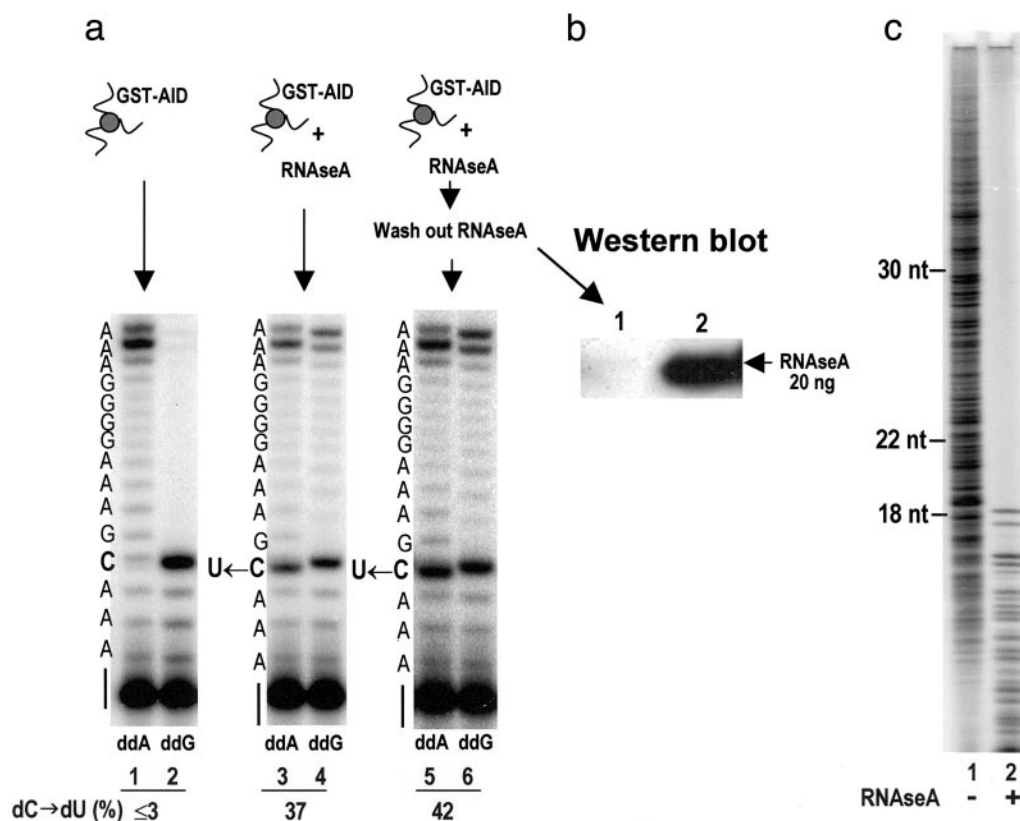 a
GST-AID
GST-AID
+
RNAseA
GST-AID
+
RNAseA
Wash out RNAseA
A
A
A
G
G
G
G
A
A
A
G
C
A
A
A
A
A
A
G
G
G
G
A
A
A
G
U←C
A
A
A
A
A
A
G
G
G
G
A
A
A
G
U←C
A
A
A
ddA ddG
ddA ddG
ddA ddG
1 2
3 4
5 6
dC→dU (%) ≤3 37 42
b
Western blot
1 2
RNAseA
20 ng
c
30 nt
22 nt
18 nt
1 2
RNAseA - +